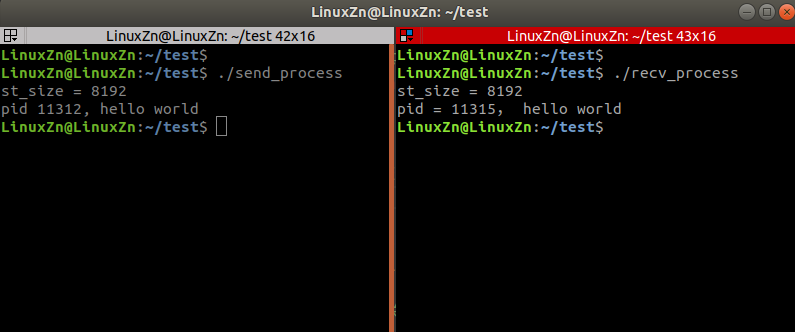 LinuxZn@LinuxZn: ~/test
LinuxZn@LinuxZn: ~/test 42x16
LinuxZn@LinuxZn:~/test$
LinuxZn@LinuxZn:~/test$ ./send_process
st_size = 8192
pid 11312, hello world
LinuxZn@LinuxZn:~/test$
LinuxZn@LinuxZn: ~/test 43x16
LinuxZn@LinuxZn:~/test$
LinuxZn@LinuxZn:~/test$ ./recv_process
st_size = 8192
pid = 11315, hello world
LinuxZn@LinuxZn:~/test$